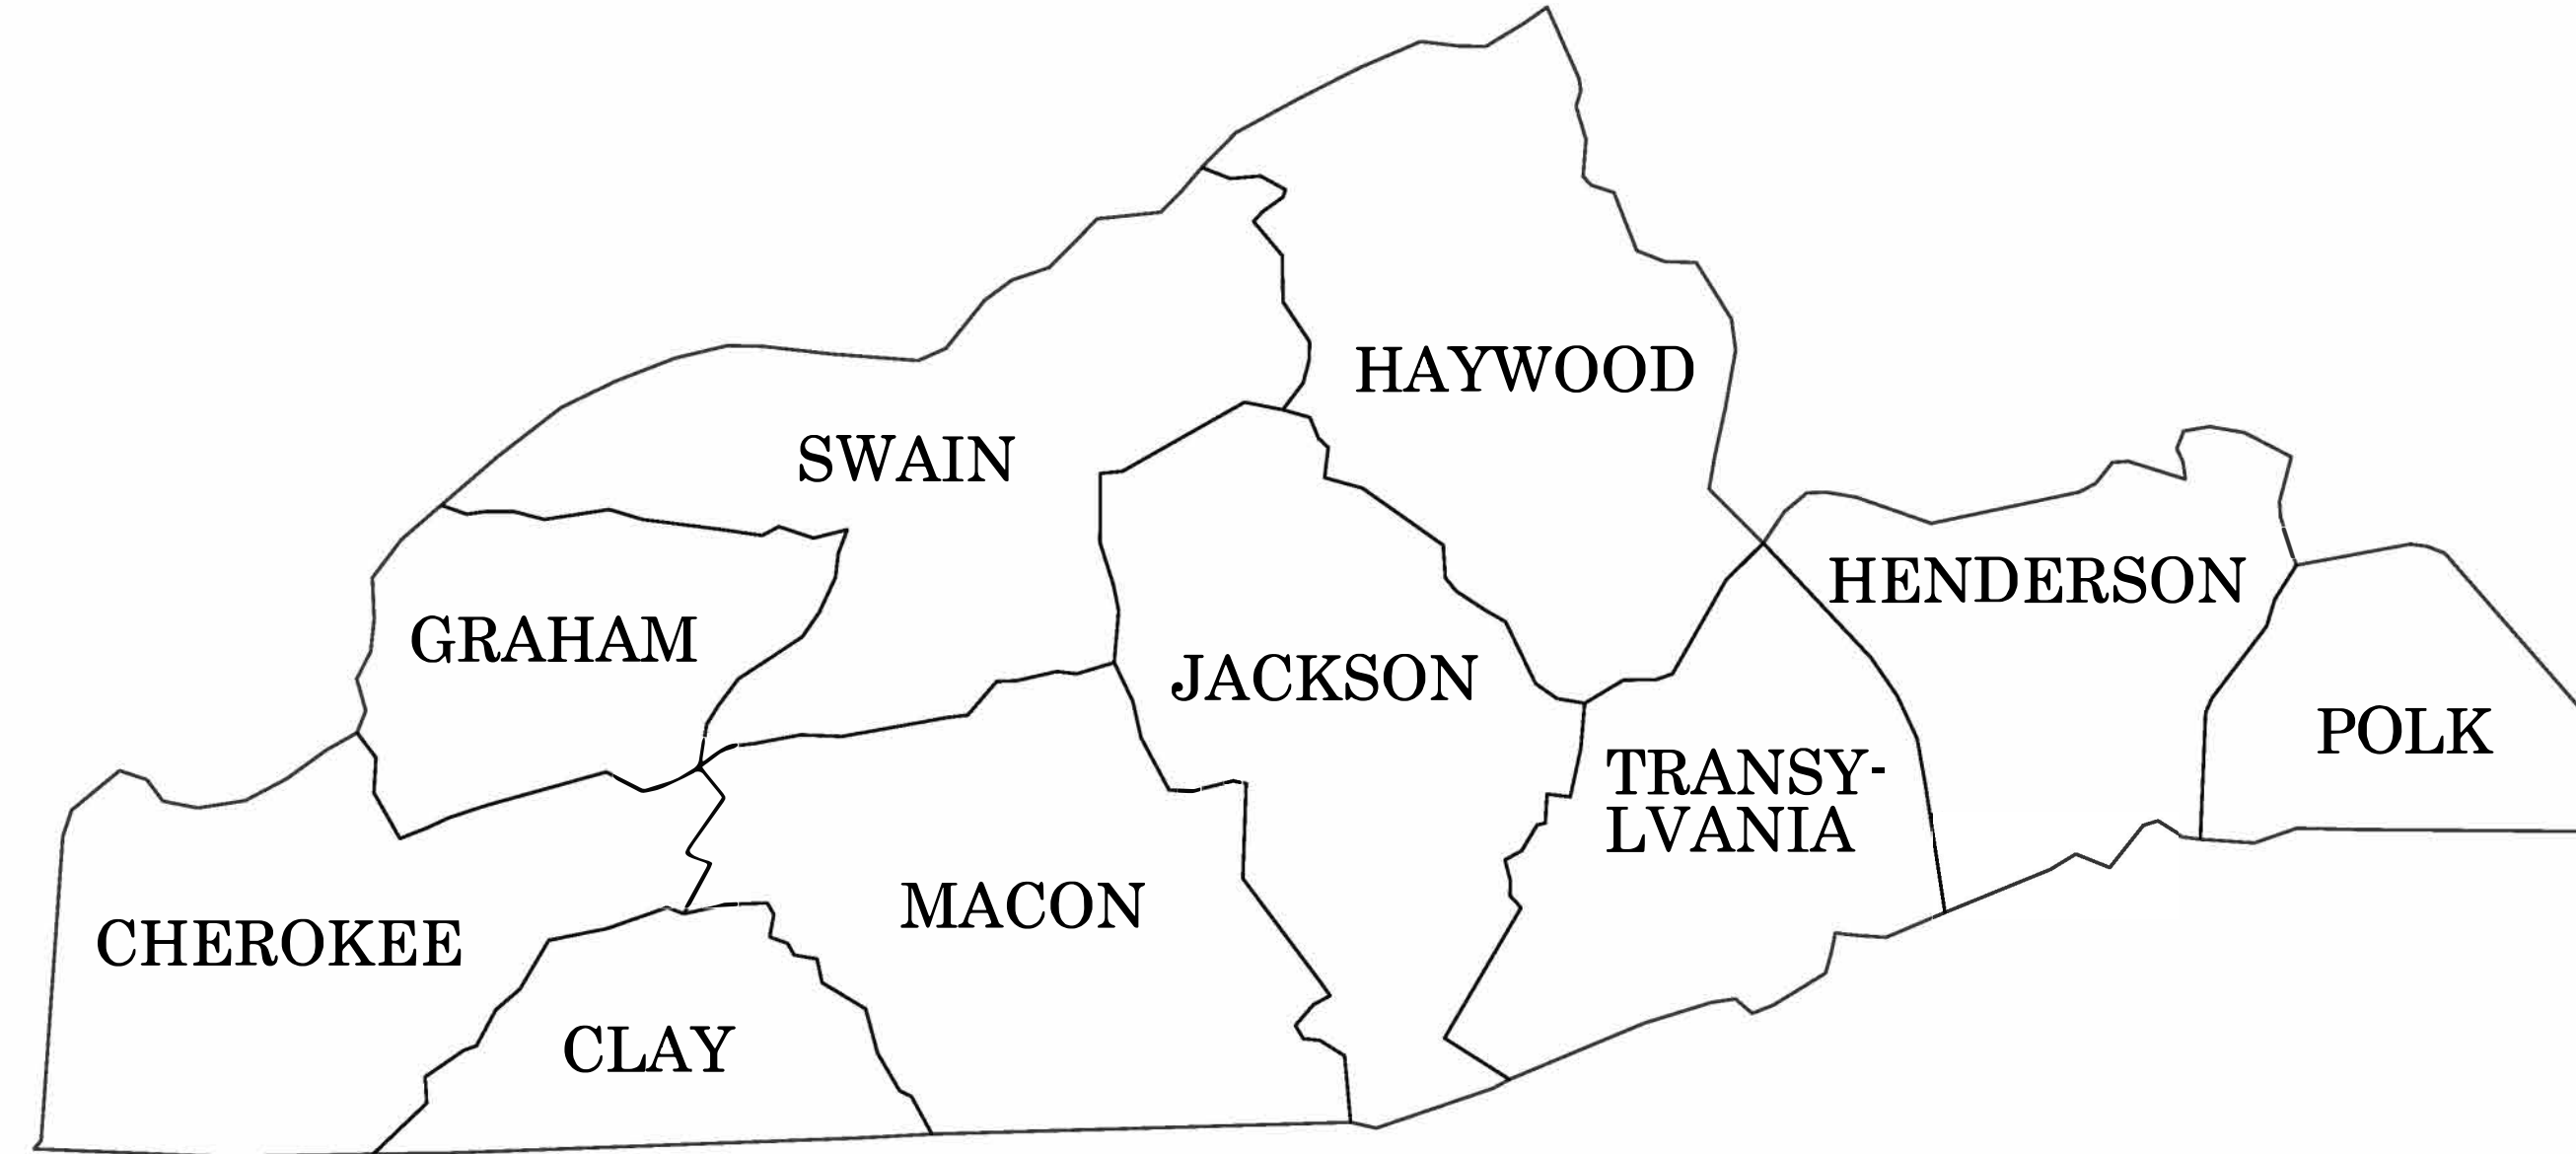 HAYWOOD
SWAIN
HENDERSON
GRAHAM
JACKSON
POLK
TRANSY-
LVANIA
MACON
CHEROKEE
CLAY